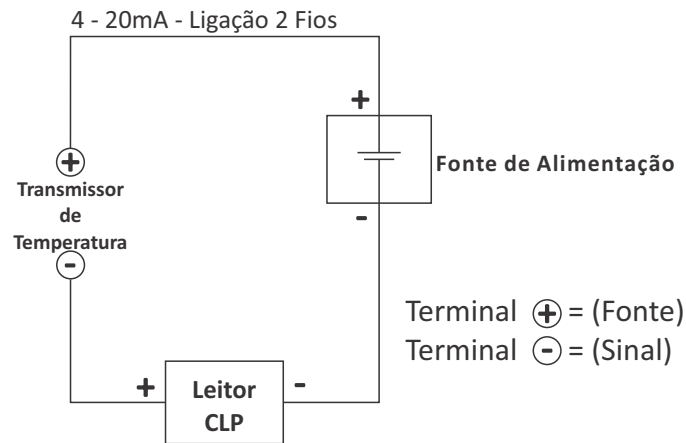 4 - 20mA - Ligação 2 Fios
+
Fonte de Alimentação
-
+
Transmissor
de
Temperatura
-
Terminal + = (Fonte)
Terminal - = (Sinal)
+ Leitor -
CLP